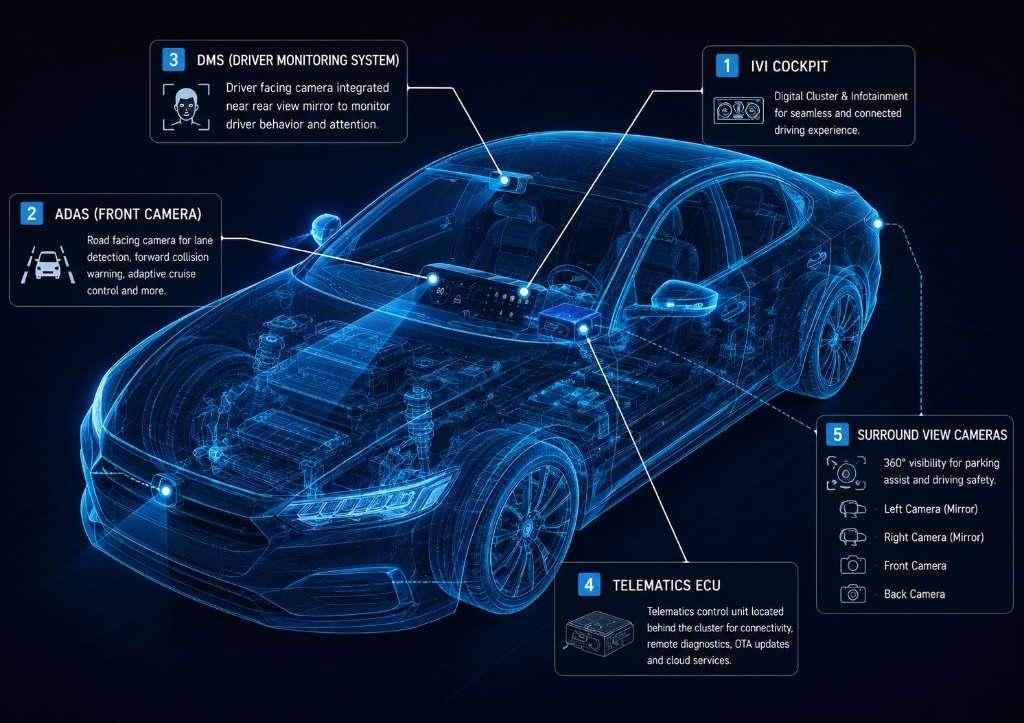 3 DMS (DRIVER MONITORING SYSTEM)
Driver facing camera integrated
near rear view mirror to monitor
driver behavior and attention.
1 IVI COCKPIT
Digital Cluster & Infotainment
for seamless and connected
driving experience.
2 ADAS (FRONT CAMERA)
Road facing camera for lane
detection, forward collision
warning, adaptive cruise
control and more.
80
5 SURROUND VIEW CAMERAS
360° visibility for parking
assist and driving safety.
Left Camera (Mirror)
Right Camera (Mirror)
Front Camera
Back Camera
4 TELEMATICS ECU
Telematics control unit located
behind the cluster for connectivity,
remote diagnostics, OTA updates
and cloud services.